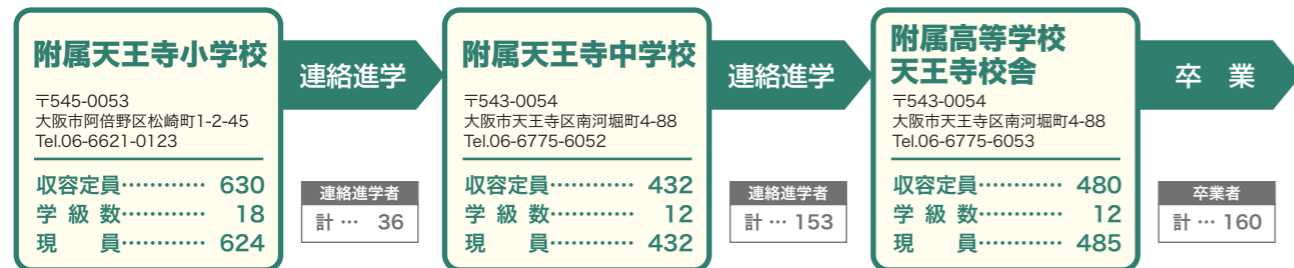 附属天王寺小学校
〒545-0053
大阪市阿倍野区松崎町1-2-45
Tel.06-6621-0123
収容定員………… 630
学級数………… 18
現員………… 624
連絡進学
連絡進学者
計… 36
附属天王寺中学校
〒543-0054
大阪市天王寺区南河堀町4-88
Tel.06-6775-6052
収容定員………… 432
学級数………… 12
現員………… 432
連絡進学
連絡進学者
計…153
附属高等学校
天王寺校舎
〒543-0054
大阪市天王寺区南河堀町4-88
Tel.06-6775-6053
収容定員………… 480
学級数………… 12
現員………… 485
卒業
卒業者
計…160